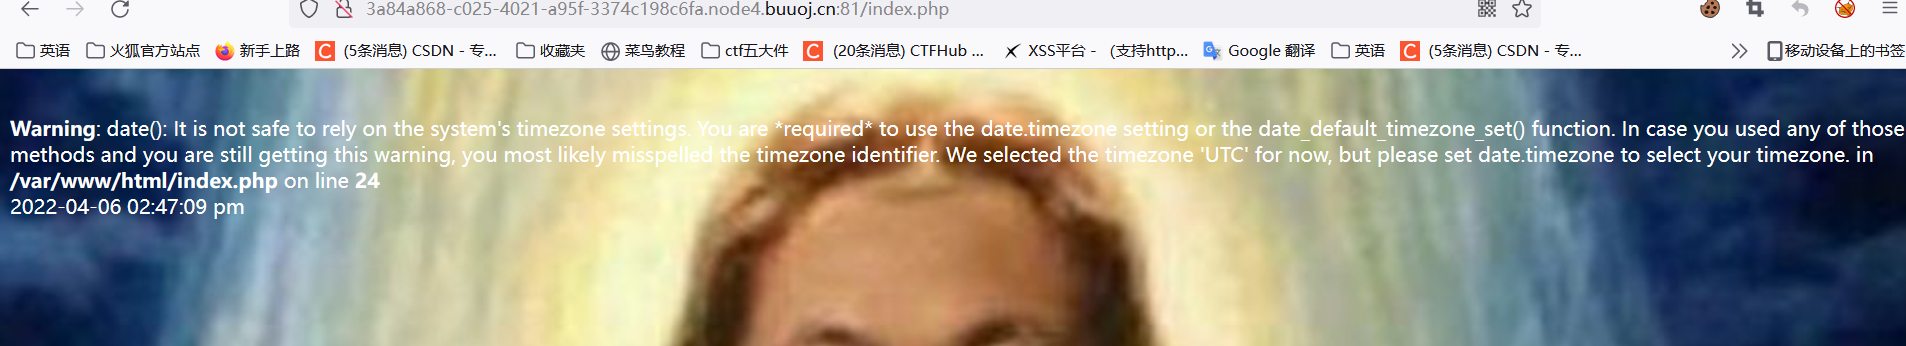 3a84a868-c025-4021-a95f-3374c198c6fa.node4.buuoj.cn:81/index.php
英语 火狐官方站点 新手上路 C (5条消息) CSDN - 专... 收藏夹 菜鸟教程 ctf五大件 C (20条消息) CTFHub ... XSS平台 - (支持http... Google 翻译 英语 C (5条消息) CSDN - 专... 移动设备上的书签
Warning: date(): It is not safe to rely on the system's timezone settings. You are *required* to use the date.timezone setting or the date_default_timezone_set() function. In case you used any of those
methods and you are still getting this warning, you most likely misspelled the timezone identifier. We selected the timezone 'UTC' for now, but please set date.timezone to select your timezone. in
/var/www/html/index.php on line 24
2022-04-06 02:47:09 pm